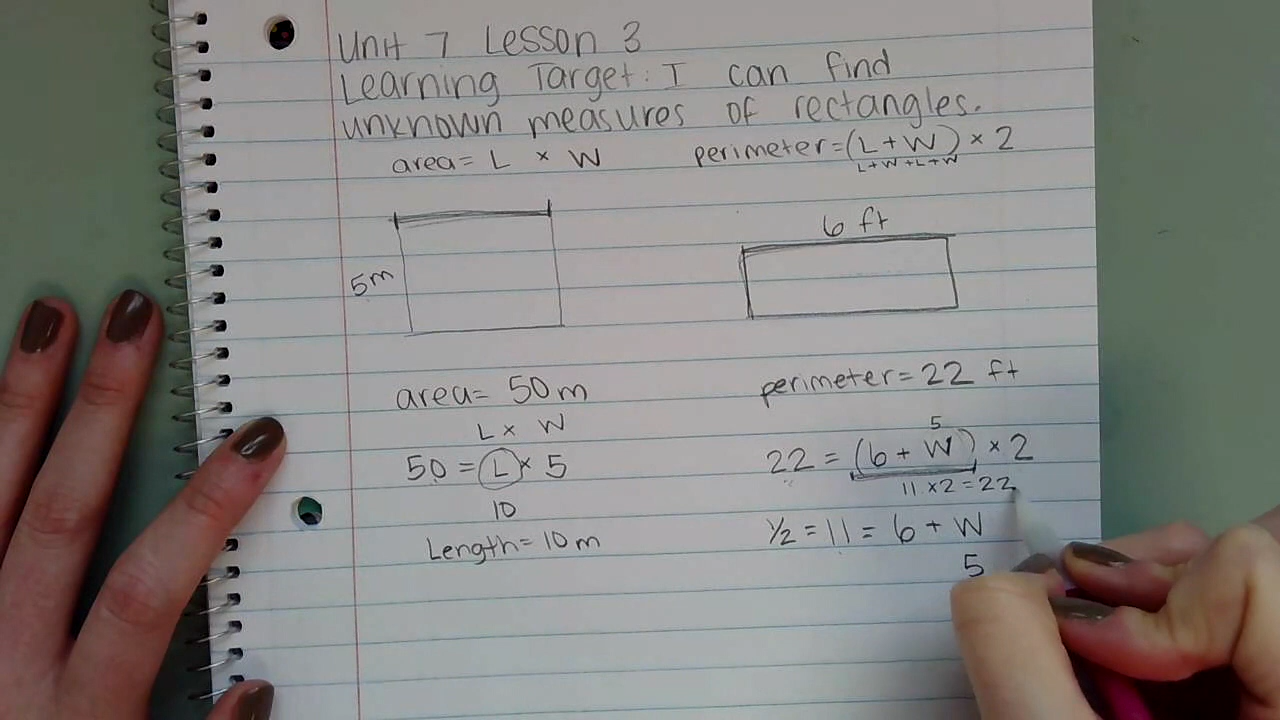 Unit 7 Lesson 3
Learning Target: I can find
unknown measures of rectangles.
area= L × W
perimeter=(L+W)×2
L+W+L+W
5m
6 ft
area= 50m
L× W
50 = L × 5
10
Length=10m
perimeter=22 ft
5
22 = (6+W)×2
11×2=22
1/2=11=6+W
5